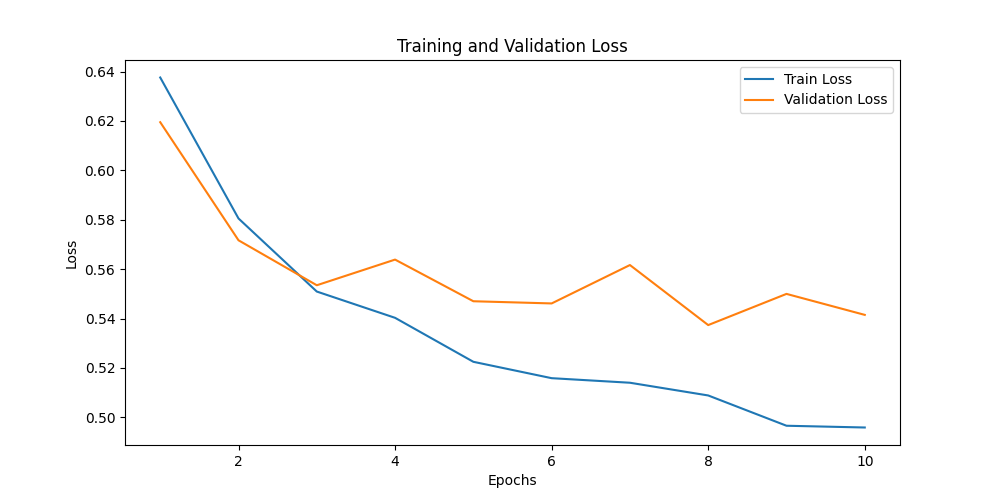 Training and Validation Loss
Train Loss
Validation Loss
0.64
0.62
0.60
0.58
0.56
0.54
0.52
0.50
Loss
2 4 6 8 10
Epochs